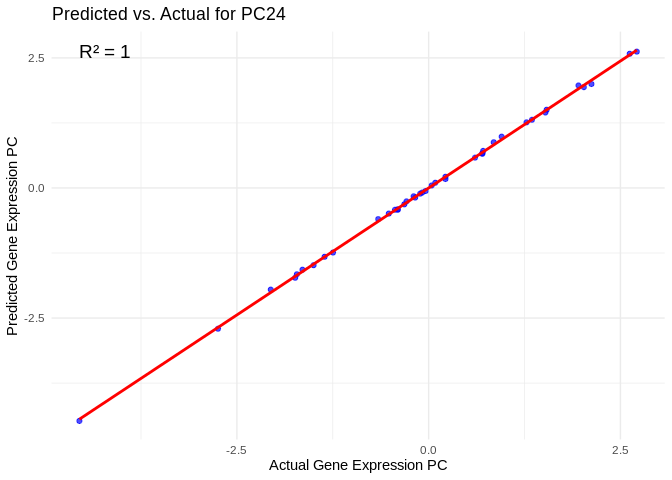 Predicted vs. Actual for PC24
R² = 1
2.5
0.0
-2.5
Predicted Gene Expression PC
-2.5
0.0
2.5
Actual Gene Expression PC